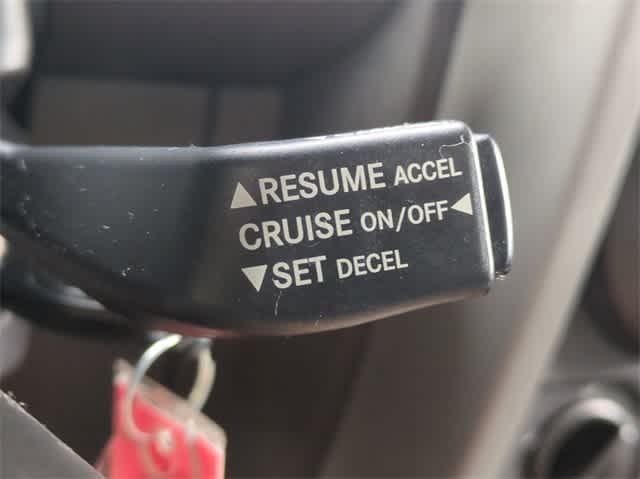 ▲RESUME ACCEL
CRUISE ON/OFF◄
▼SET DECEL